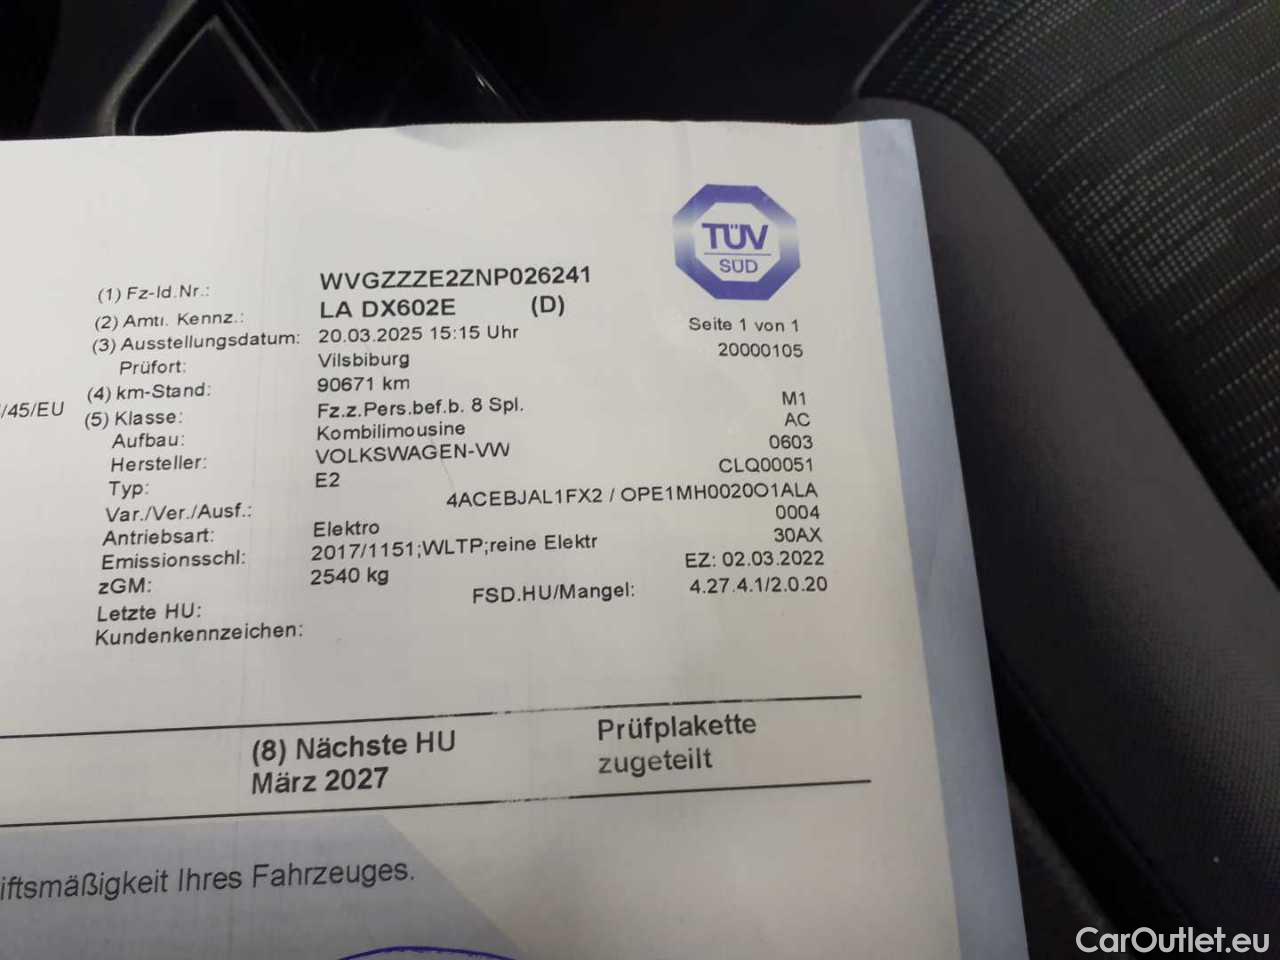 TÜV
SÜD
(1) Fz-Id.Nr.: WVGZZZE2ZNP026241
(2) Amtl. Kennz.: LA DX602E (D)
(3) Ausstellungsdatum: 20.03.2025 15:15 Uhr Seite 1 von 1
Prüfort: Vilsbiburg 20000105
(4) km-Stand: 90671 km
/45/EU (5) Klasse: Fz.z.Pers.bef.b. 8 Spl. M1
Aufbau: Kombilimousine AC
Hersteller: VOLKSWAGEN-VW 0603
Typ: E2 CLQ00051
Var./Ver./Ausf.: 4ACEBJAL1FX2 / OPE1MH0020O1ALA
Antriebsart: Elektro 0004
Emissionsschl: 2017/1151;WLTP;reine Elektr 30AX
zGM: 2540 kg EZ: 02.03.2022
Letzte HU: FSD.HU/Mangel: 4.27.4.1/2.0.20
Kundenkennzeichen:
(8) Nächste HU Prüfplakette
März 2027 zugeteilt
iftsmäßigkeit Ihres Fahrzeuges.
CarOutlet.eu